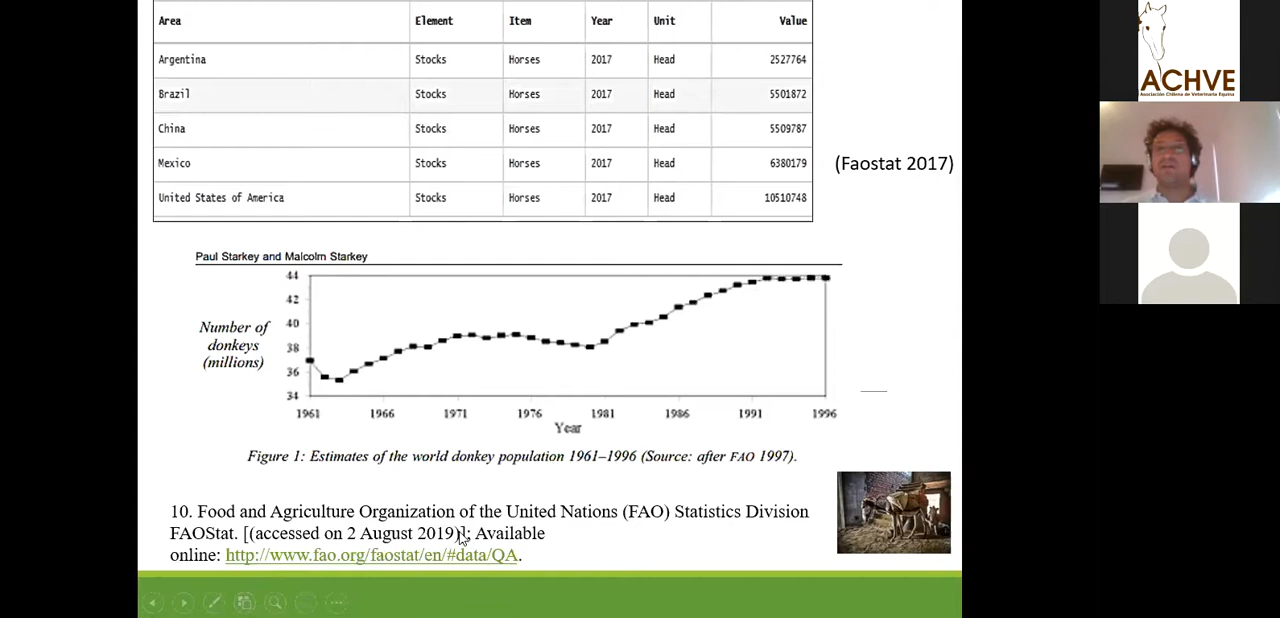 Area Element Item Year Unit Value
Argentina Stocks Horses 2017 Head 2527764
Brazil Stocks Horses 2017 Head 5501872
China Stocks Horses 2017 Head 5509787
Mexico Stocks Horses 2017 Head 6380179
United States of America Stocks Horses 2017 Head 10510748
(Faostat 2017)
Paul Starkey and Malcolm Starkey
44
42
40
38
36
34
Number of
donkeys
(millions)
1961 1966 1971 1976 1981 1986 1991 1996
Year
Figure 1: Estimates of the world donkey population 1961–1996 (Source: after FAO 1997).
10. Food and Agriculture Organization of the United Nations (FAO) Statistics Division
FAOStat. [(accessed on 2 August 2019)]; Available
online: http://www.fao.org/faostat/en/#data/QA.
ACHVE
Asociación Chilena de Veterinaria Equina